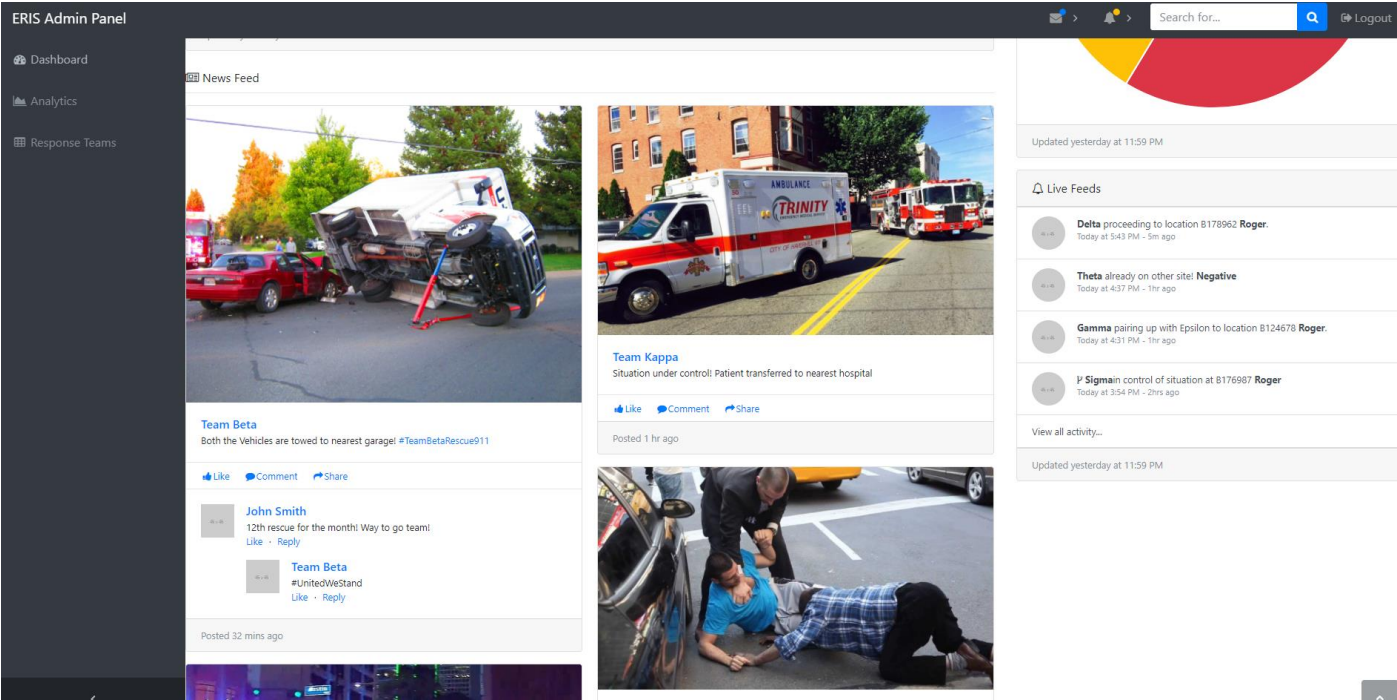 ERIS Admin Panel
Search for...
Logout
Dashboard
Analytics
Response Teams
News Feed
Team Beta
Both the Vehicles are towed to nearest garage! #TeamBetaRescue911
Like Comment Share
John Smith
12th rescue for the month! Way to go team!
Like · Reply
Team Beta
#UnitedWeStand
Like · Reply
Posted 32 mins ago
AMBULANCE
TRINITY
Team Kappa
Situation under control! Patient transferred to nearest hospital
Like Comment Share
Posted 1 hr ago
Updated yesterday at 11:59 PM
Live Feeds
Delta proceeding to location B178962 Roger.
Today at 5:43 PM - 5m ago
Theta already on other site! Negative
Today at 4:37 PM - 1hr ago
Gamma pairing up with Epsilon to location B124678 Roger.
Today at 4:31 PM - 1hr ago
Sigmain control of situation at B176987 Roger
Today at 3:54 PM - 2hrs ago
View all activity...
Updated yesterday at 11:59 PM